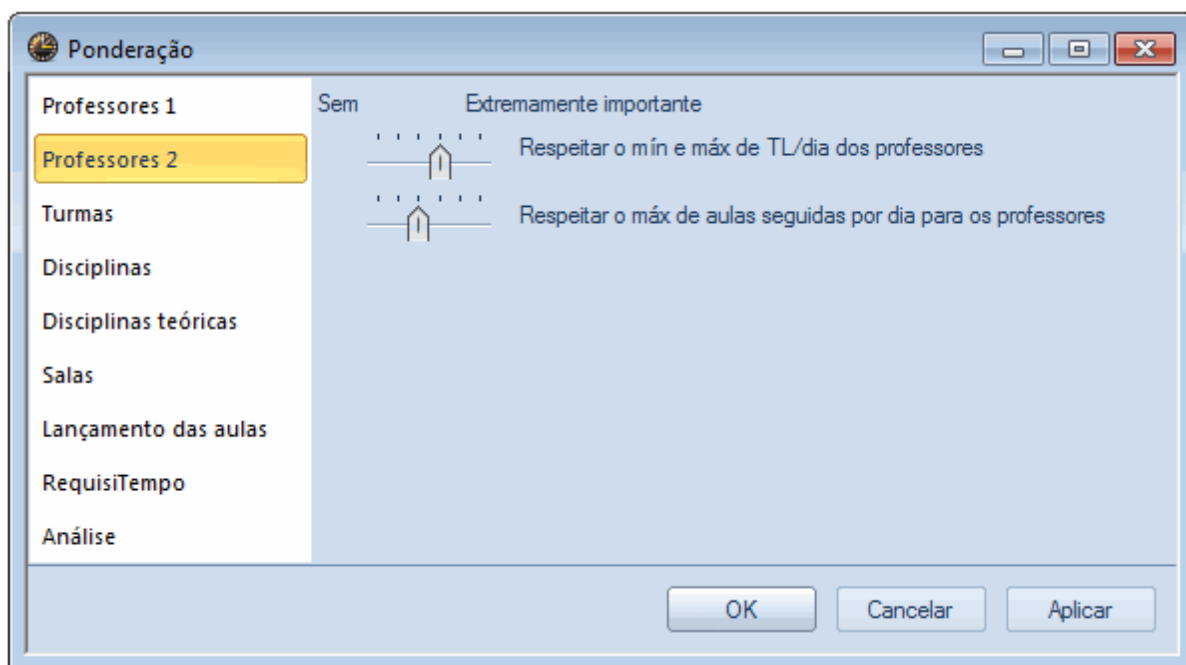 Ponderação
Professores 1
Professores 2
Turmas
Disciplinas
Disciplinas teóricas
Salas
Lançamento das aulas
RequisiTempo
Análise
Sem Extremamente importante
Respeitar o mín e máx de TL/dia dos professores
Respeitar o máx de aulas seguidas por dia para os professores
OK Cancelar Aplicar